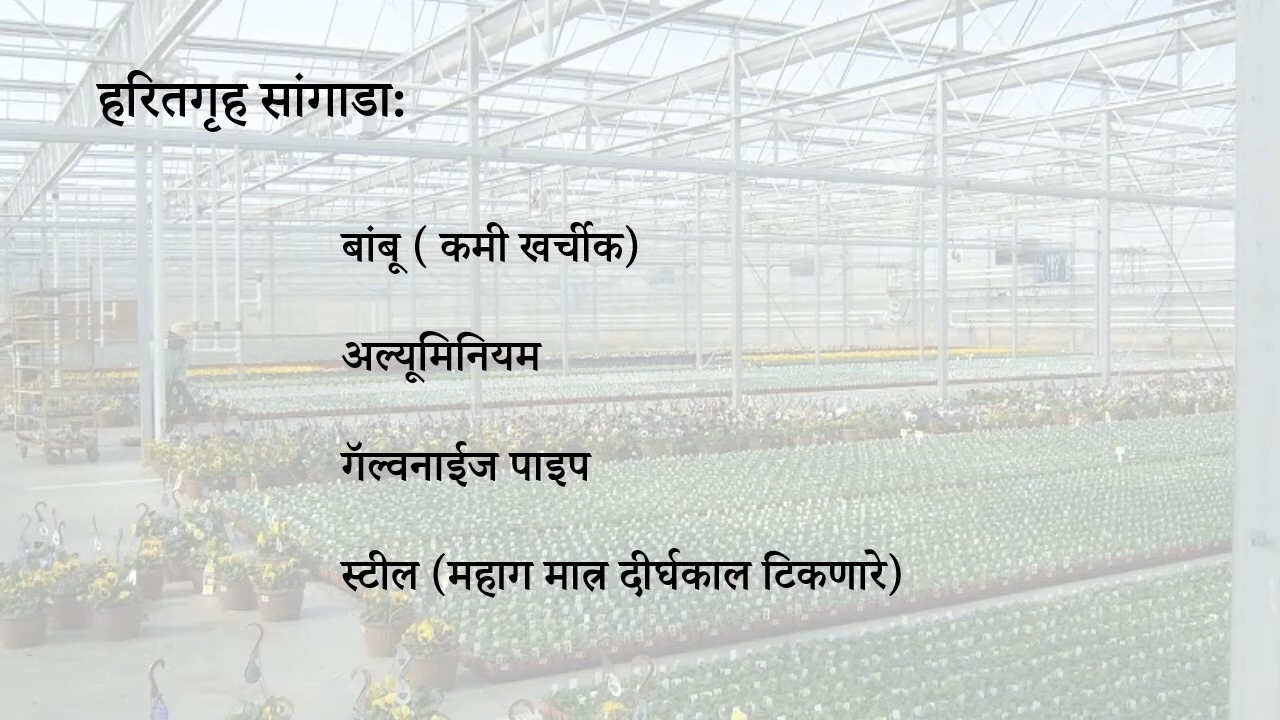 हरितगृह सांगाडा:
बांबू ( कमी खर्चीक)
अल्यूमिनियम
गॅल्वनाईज पाइप
स्टील (महाग मात्र दीर्घकाल टिकणारे)